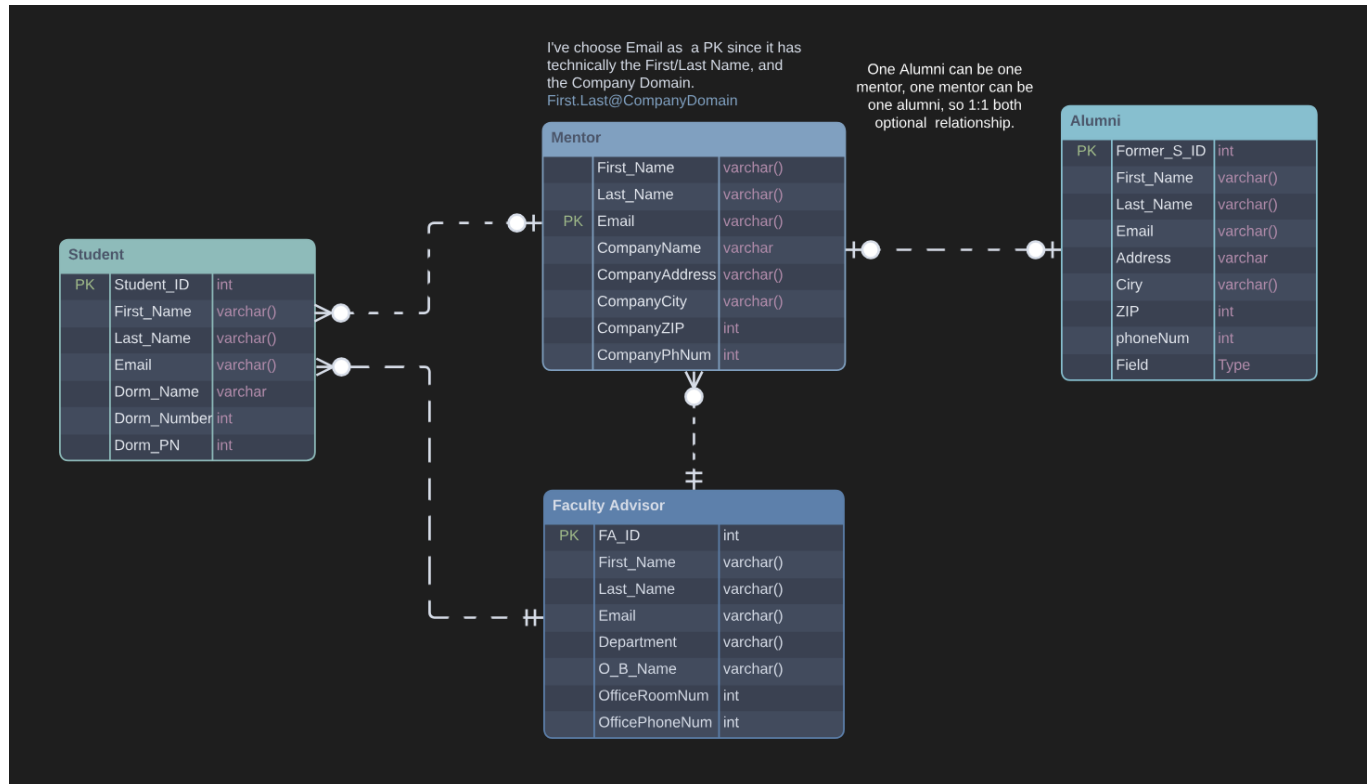 I've choose Email as a PK since it has
technically the First/Last Name, and
the Company Domain.
First.Last@CompanyDomain
One Alumni can be one
mentor, one mentor can be
one alumni, so 1:1 both
optional relationship.
Student
PK Student_ID int
First_Name varchar()
Last_Name varchar()
Email varchar()
Dorm_Name varchar
Dorm_Number int
Dorm_PN int
Mentor
First_Name varchar()
Last_Name varchar()
PK Email varchar()
CompanyName varchar
CompanyAddress varchar()
CompanyCity varchar()
CompanyZIP int
CompanyPhNum int
Alumni
PK Former_S_ID int
First_Name varchar()
Last_Name varchar()
Email varchar()
Address varchar
Ciry varchar()
ZIP int
phoneNum int
Field Type
Faculty Advisor
PK FA_ID int
First_Name varchar()
Last_Name varchar()
Email varchar()
Department varchar()
O_B_Name varchar()
OfficeRoomNum int
OfficePhoneNum int